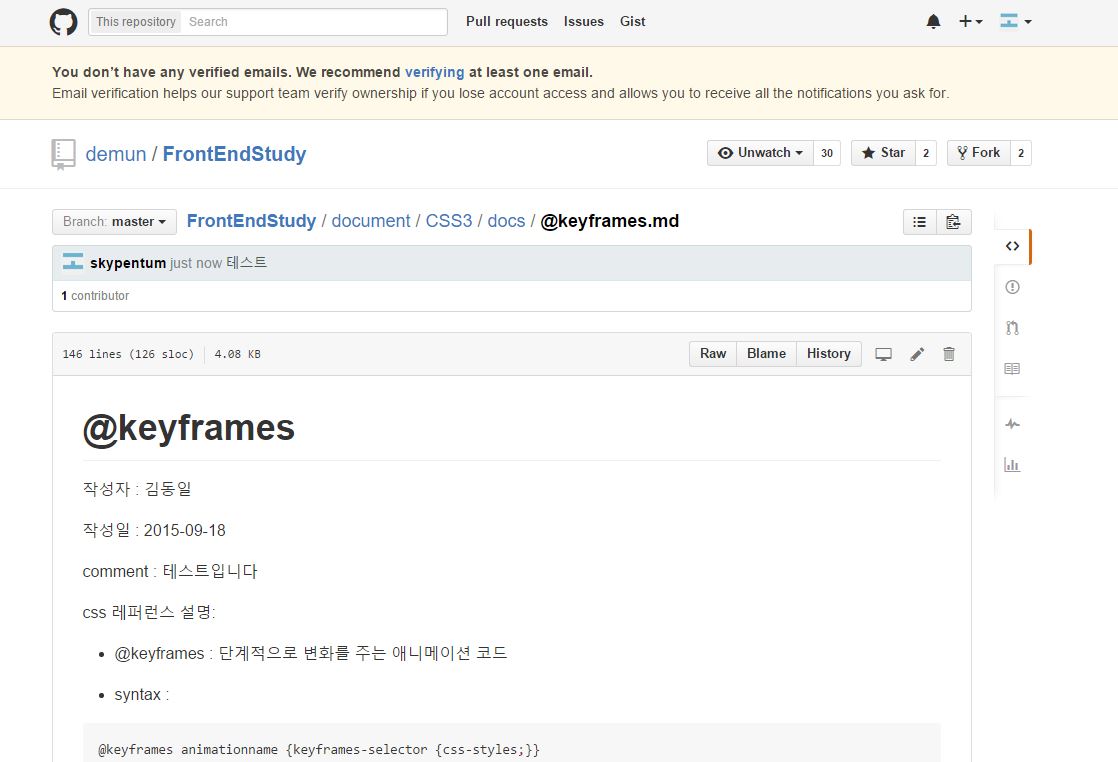 This repository Search Pull requests Issues Gist
You don’t have any verified emails. We recommend verifying at least one email.
Email verification helps our support team verify ownership if you lose account access and allows you to receive all the notifications you ask for.
demun / FrontEndStudy
Unwatch 30 Star 2 Fork 2
Branch: master FrontEndStudy / document / CSS3 / docs / @keyframes.md
skypentum just now 테스트
1 contributor
146 lines (126 sloc) 4.08 KB
Raw Blame History
@keyframes
작성자 : 김동일
작성일 : 2015-09-18
comment : 테스트입니다
css 레퍼런스 설명:
• @keyframes : 단계적으로 변화를 주는 애니메이션 코드
• syntax :
@keyframes animationname {keyframes-selector {css-styles;}}